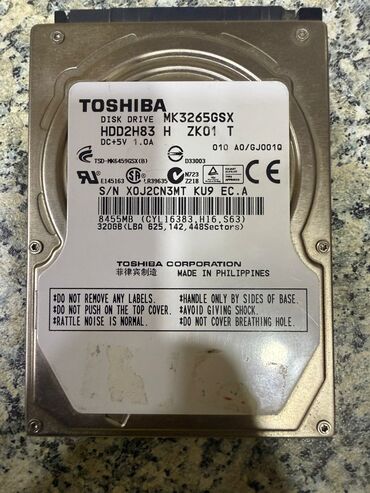 TOSHIBA
DISK DRIVE MK3265GSX
HDD2H83 H ZK01 T
DC+5V 1.0A
010 A0/GJ001Q
TSD-MK6459GSX(B)
D33003
E145163
LR39635
N723
Z218
S/N X0J2CN3MT KU9 EC.A
8455MB (CYL16383,H16,S63)
320GB(LBA 625,142,448Sectors)
TOSHIBA CORPORATION
菲律宾制造 MADE IN PHILIPPINES
*DO NOT REMOVE ANY LABELS. *HANDLE ONLY BY SIDES OF BASE.
*DO NOT PUSH ON THE TOP COVER. *AVOID GIVING SHOCK.
*RATTLE NOISE IS NORMAL. *DO NOT COVER BREATHING HOLE.